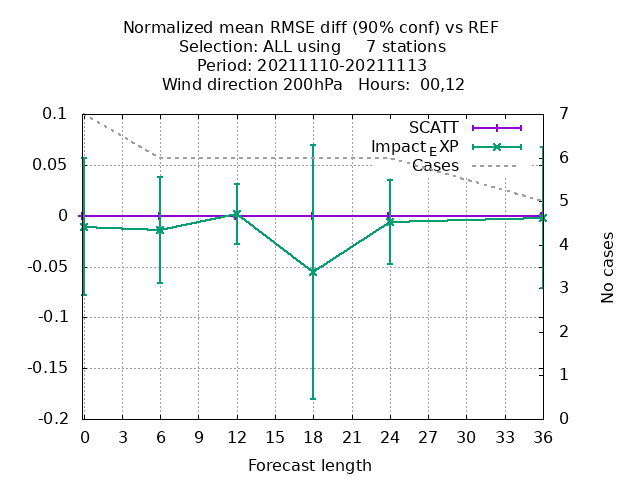 Normalized mean RMSE diff (90% conf) vs REF
Selection: ALL using     7 stations
Period: 20211110-20211113
Wind direction 200hPa   Hours:  00,12
0.1
0.05
0
-0.05
-0.1
-0.15
-0.2
7
6
5
4
3
2
1
0
SCATT
Impact_EXP
Cases
No cases
0 3 6 9 12 15 18 21 24 27 30 33 36
Forecast length